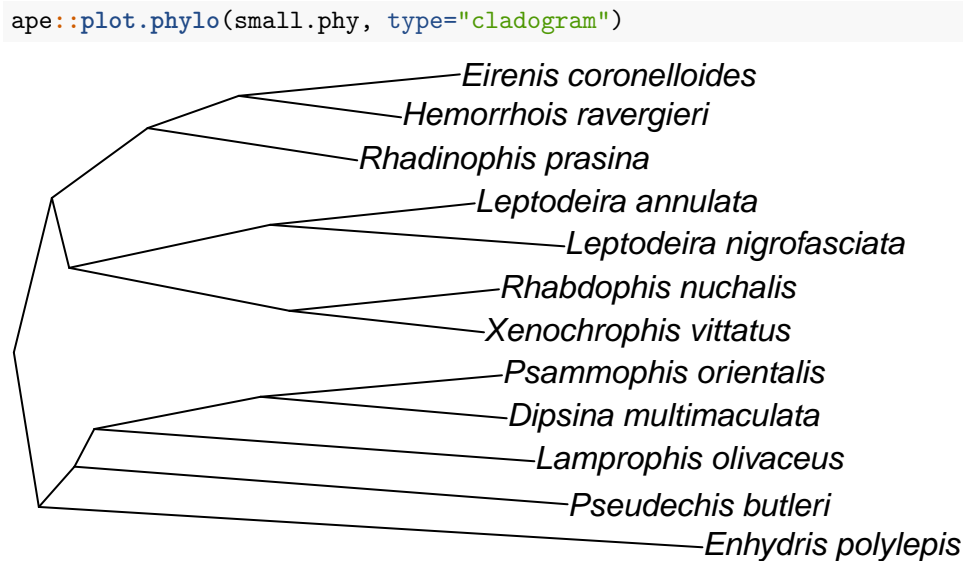 ape::plot.phylo(small.phy, type="cladogram")
Eirenis coronelloides
Hemorrhois ravergieri
Rhadinophis prasina
Leptodeira annulata
Leptodeira nigrofasciata
Rhabdophis nuchalis
Xenochrophis vittatus
Psammophis orientalis
Dipsina multimaculata
Lamprophis olivaceus
Pseudechis butleri
Enhydris polylepis